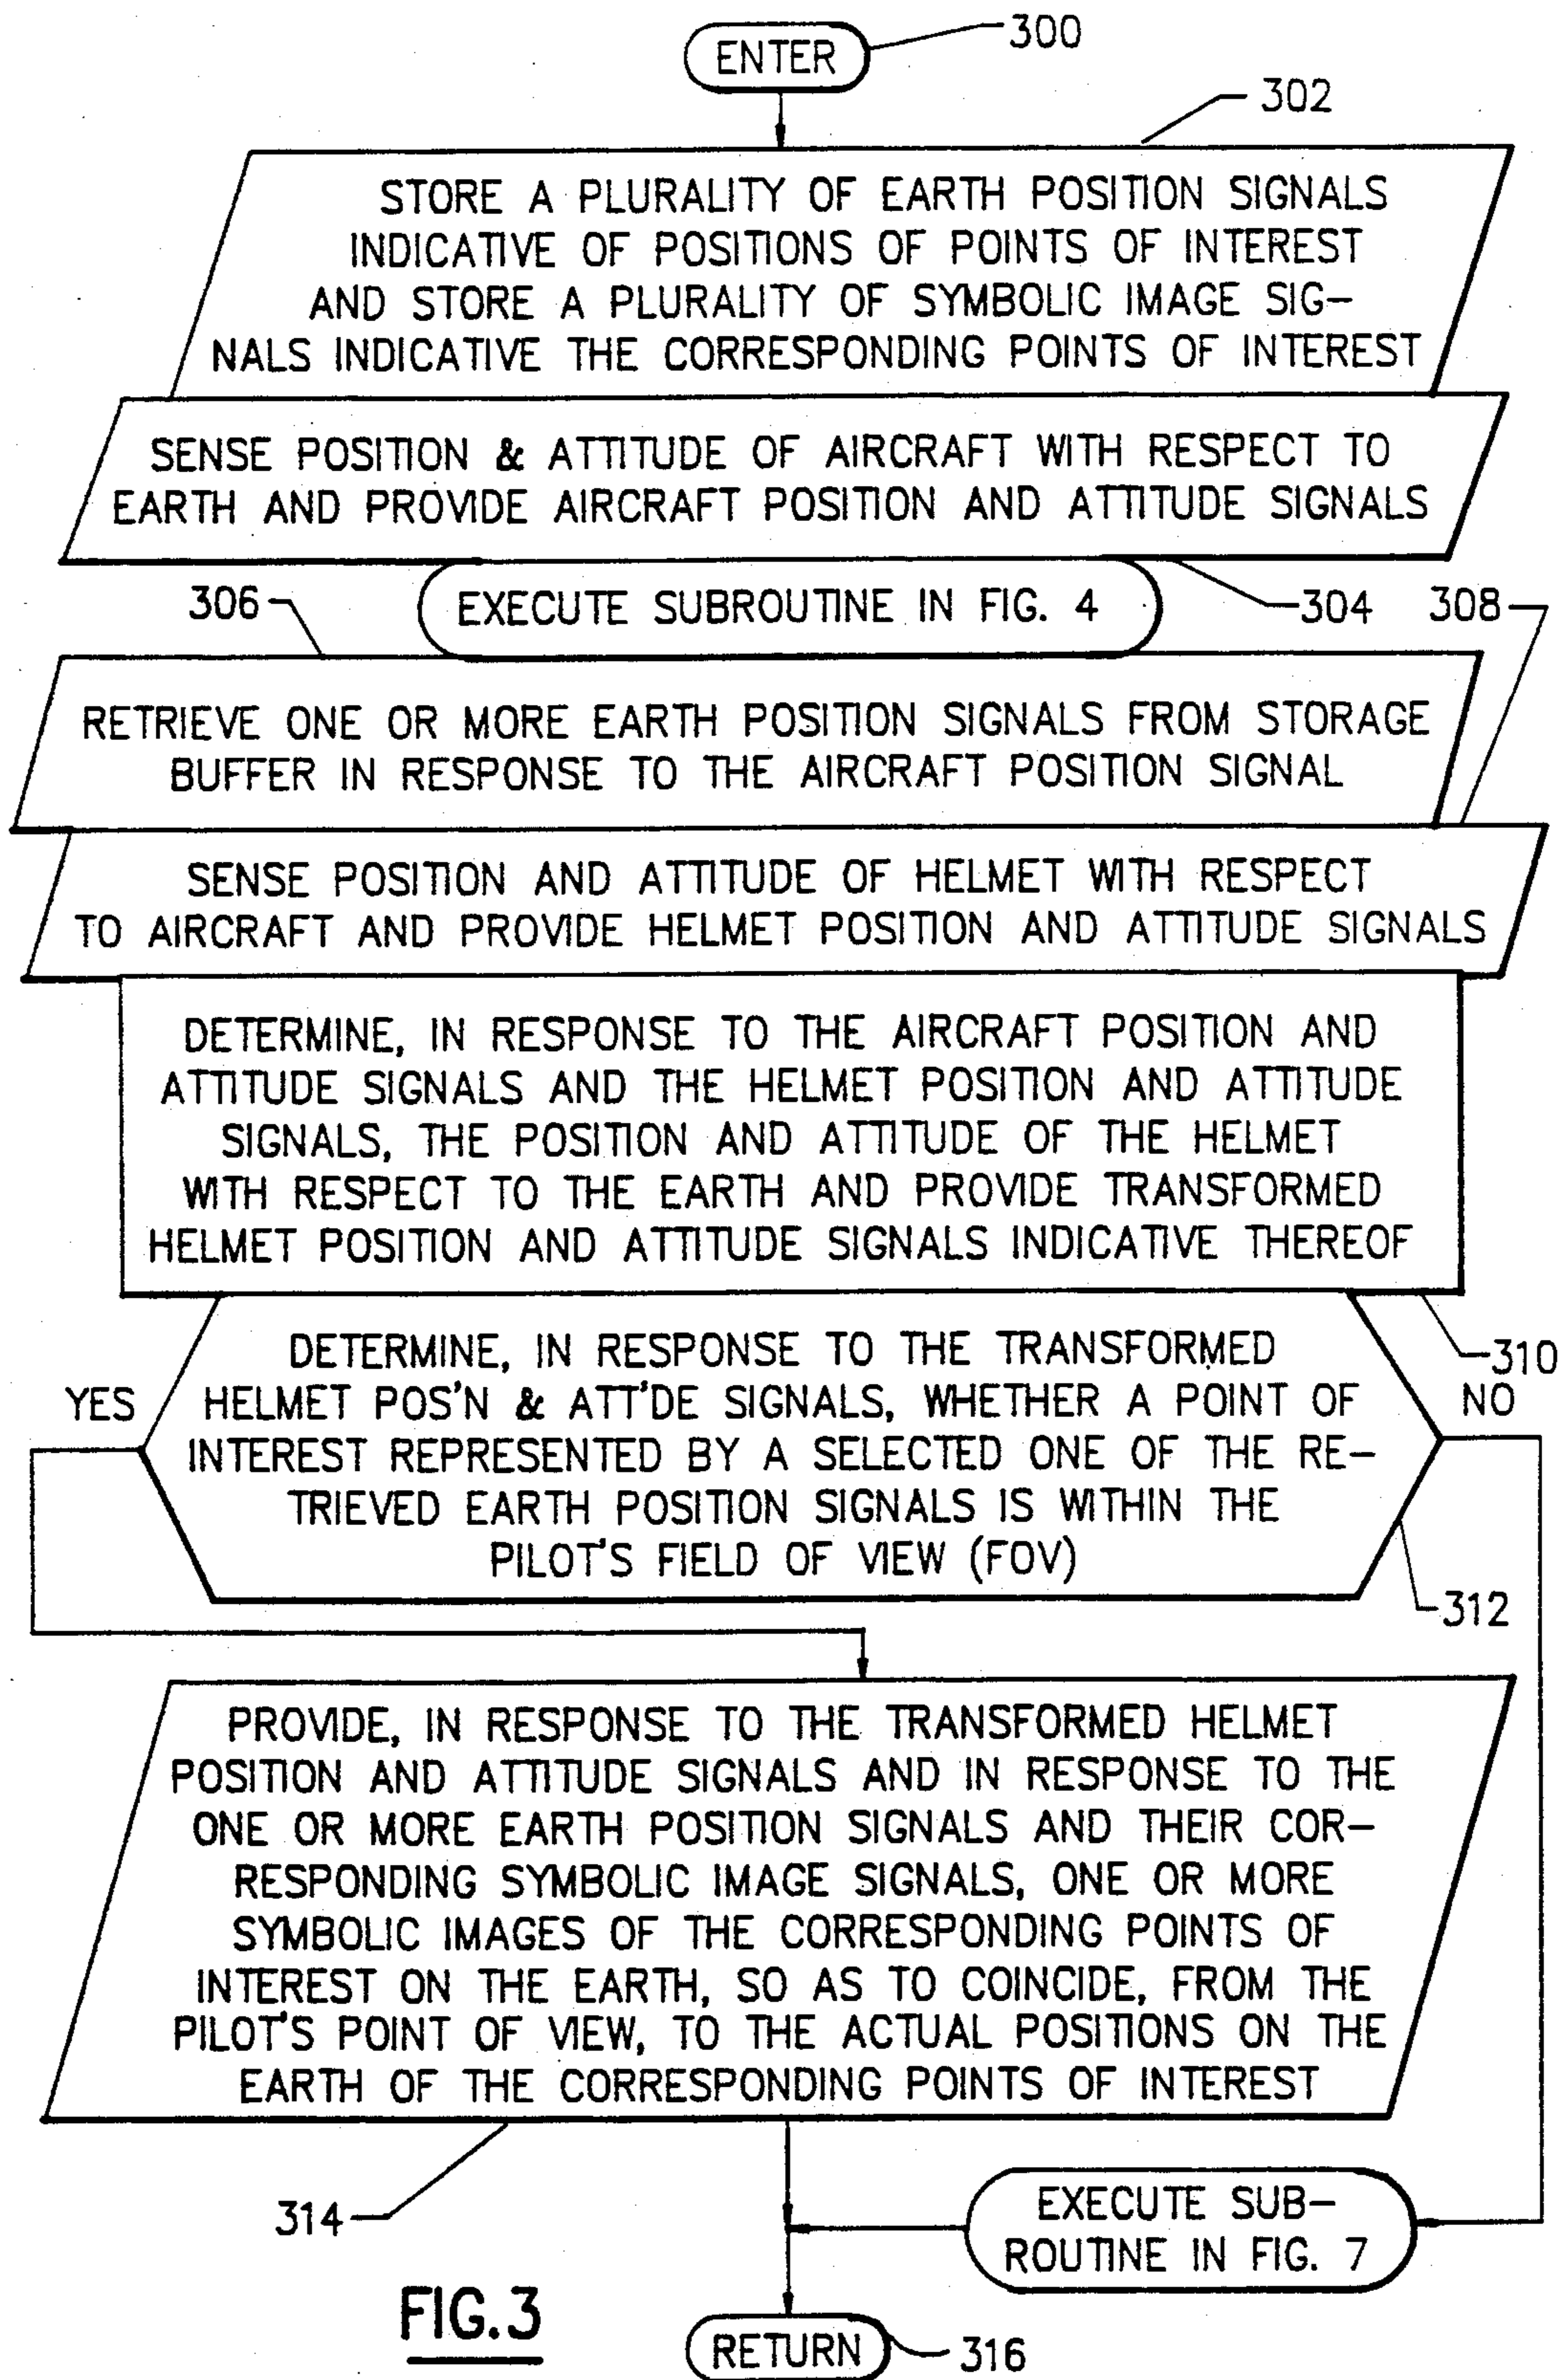 ENTER
300
302
STORE A PLURALITY OF EARTH POSITION SIGNALS
INDICATIVE OF POSITIONS OF POINTS OF INTEREST
AND STORE A PLURALITY OF SYMBOLIC IMAGE SIG-
NALS INDICATIVE THE CORRESPONDING POINTS OF INTEREST
SENSE POSITION & ATTITUDE OF AIRCRAFT WITH RESPECT TO
EARTH AND PROVIDE AIRCRAFT POSITION AND ATTITUDE SIGNALS
306
EXECUTE SUBROUTINE IN FIG. 4
304
308
RETRIEVE ONE OR MORE EARTH POSITION SIGNALS FROM STORAGE
BUFFER IN RESPONSE TO THE AIRCRAFT POSITION SIGNAL
SENSE POSITION AND ATTITUDE OF HELMET WITH RESPECT
TO AIRCRAFT AND PROVIDE HELMET POSITION AND ATTITUDE SIGNALS
DETERMINE, IN RESPONSE TO THE AIRCRAFT POSITION AND
ATTITUDE SIGNALS AND THE HELMET POSITION AND ATTITUDE
SIGNALS, THE POSITION AND ATTITUDE OF THE HELMET
WITH RESPECT TO THE EARTH AND PROVIDE TRANSFORMED
HELMET POSITION AND ATTITUDE SIGNALS INDICATIVE THEREOF
310
YES
NO
DETERMINE, IN RESPONSE TO THE TRANSFORMED
HELMET POS'N & ATT'DE SIGNALS, WHETHER A POINT OF
INTEREST REPRESENTED BY A SELECTED ONE OF THE RE-
TRIEVED EARTH POSITION SIGNALS IS WITHIN THE
PILOT'S FIELD OF VIEW (FOV)
312
PROVIDE, IN RESPONSE TO THE TRANSFORMED HELMET
POSITION AND ATTITUDE SIGNALS AND IN RESPONSE TO THE
ONE OR MORE EARTH POSITION SIGNALS AND THEIR COR-
RESPONDING SYMBOLIC IMAGE SIGNALS, ONE OR MORE
SYMBOLIC IMAGES OF THE CORRESPONDING POINTS OF
INTEREST ON THE EARTH, SO AS TO COINCIDE, FROM THE
PILOT'S POINT OF VIEW, TO THE ACTUAL POSITIONS ON THE
EARTH OF THE CORRESPONDING POINTS OF INTEREST
314
EXECUTE SUB-
ROUTINE IN FIG. 7
FIG.3
RETURN
316